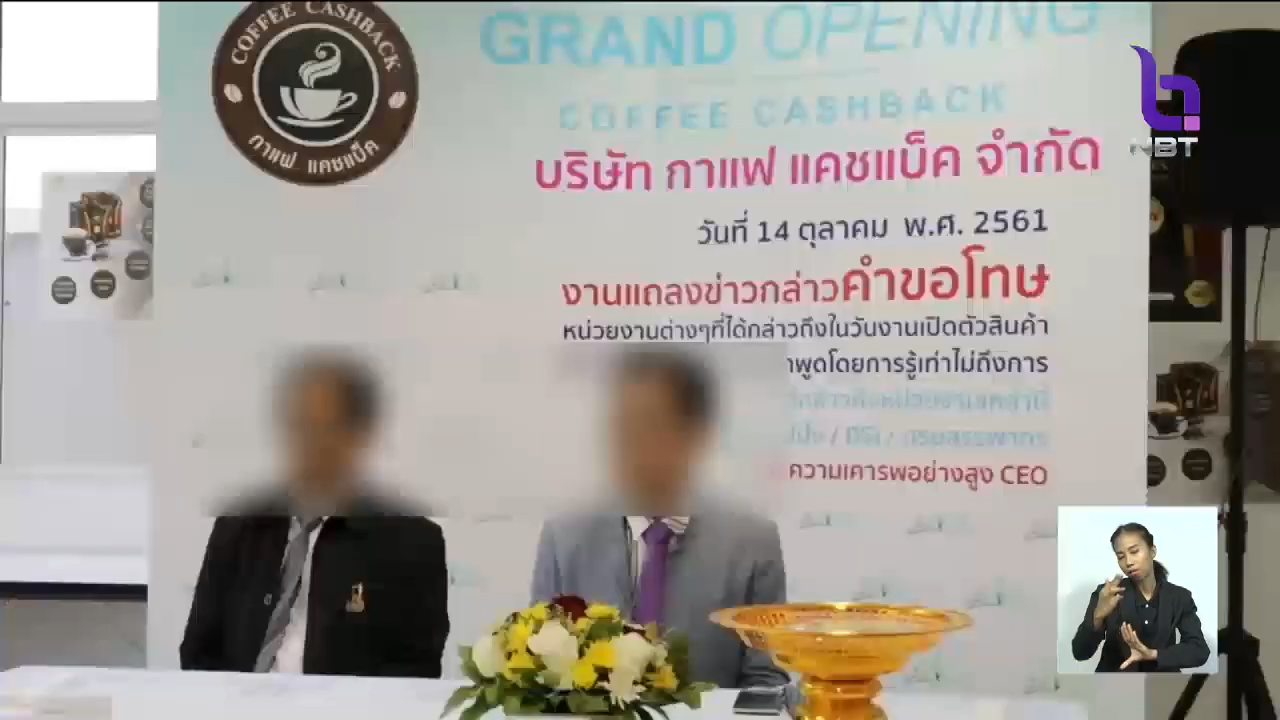 COFFEE CASHBACK
กาแฟ แคชแบ็ค
GRAND OPENING
COFFEE CASHBACK
บริษัท กาแฟ แคชแบ็ค จำกัด
วันที่ 14 ตุลาคม พ.ศ. 2561
งานแถลงข่าวกล่าวคำขอโทษ
หน่วยงานต่างๆที่ได้กล่าวถึงในวันงานเปิดตัวสินค้า
พูดโดยการรู้เท่าไม่ถึงการ
ความเคารพอย่างสูง CEO
NBT